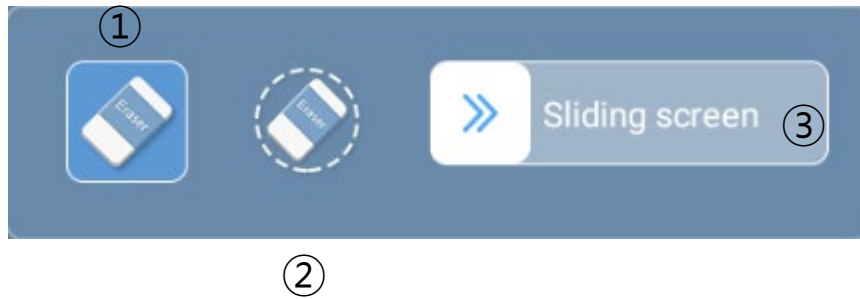 ①
Eraser
Eraser
Sliding screen
③
②